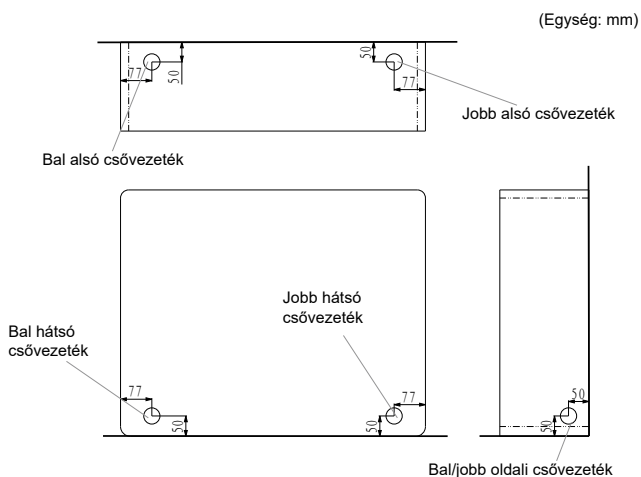 (Egység: mm)
77
50
50
77
Jobb alsó csővezeték
Bal alsó csővezeték
Jobb hátsó
csővezeték
Bal hátsó
csővezeték
77
50
77
50
50
50
Bal/jobb oldali csővezeték